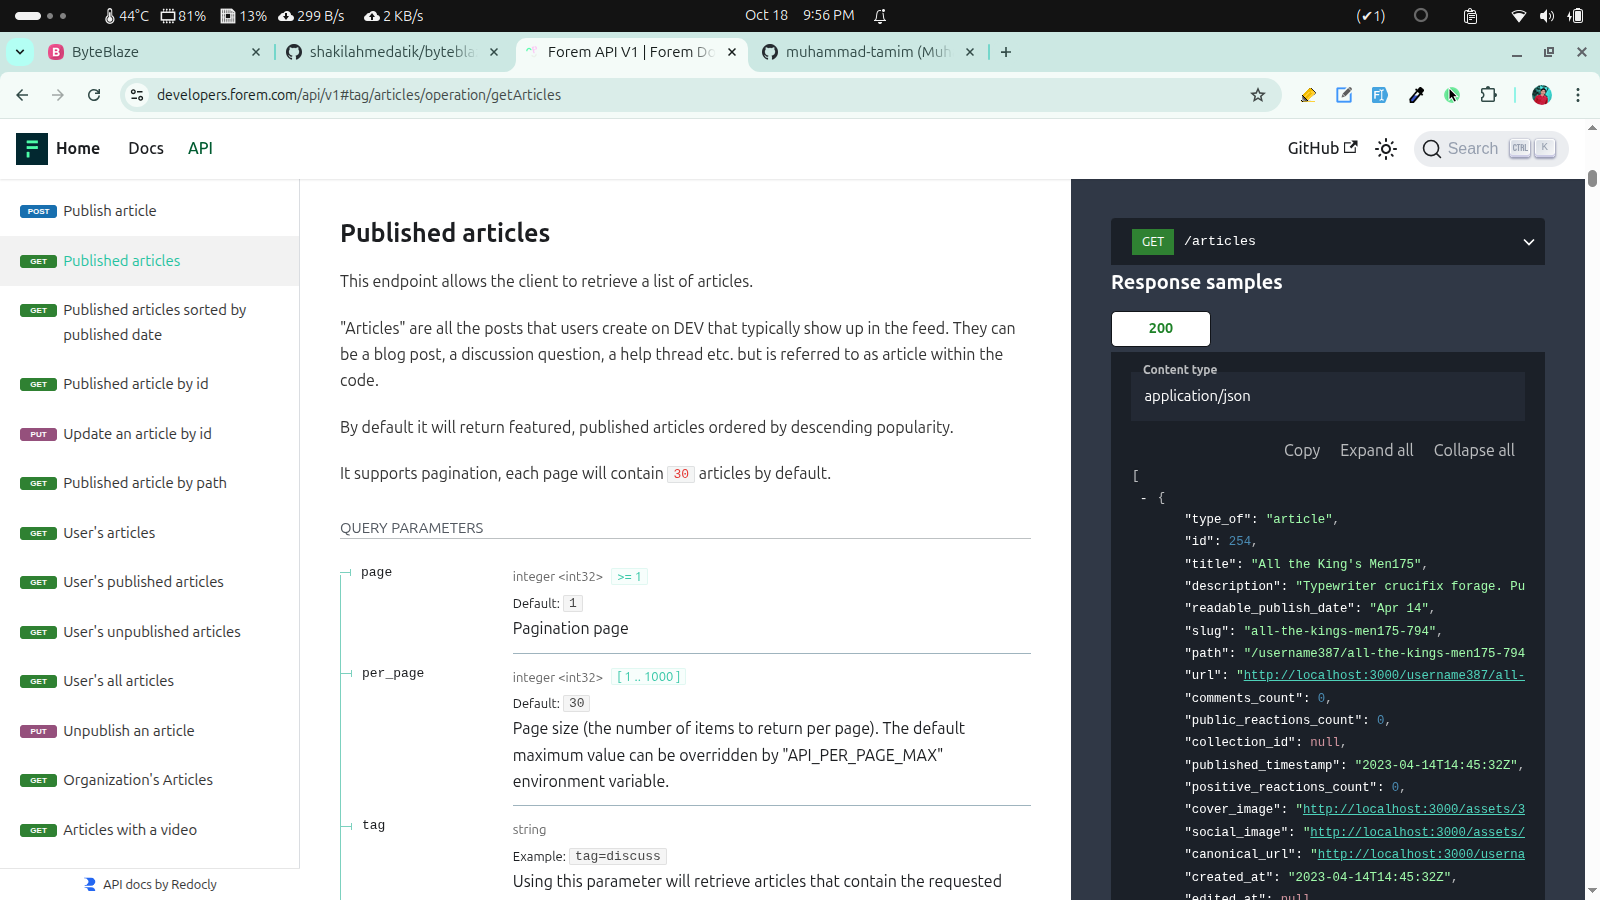 44°C 81% 13% 299 B/s 2 KB/s Oct 18 9:56 PM (✔1)
ByteBlaze shakilahmedatik/bytebla Forem API V1 | Forem Do muhammad-tamim (Muh
developers.forem.com/api/v1#tag/articles/operation/getArticles
Home Docs API GitHub Search CTRL K
POST Publish article
GET Published articles
GET Published articles sorted by
published date
GET Published article by id
PUT Update an article by id
GET Published article by path
GET User's articles
GET User's published articles
GET User's unpublished articles
GET User's all articles
PUT Unpublish an article
GET Organization's Articles
GET Articles with a video
API docs by Redocly
Published articles
This endpoint allows the client to retrieve a list of articles.
"Articles" are all the posts that users create on DEV that typically show up in the feed. They can
be a blog post, a discussion question, a help thread etc. but is referred to as article within the
code.
By default it will return featured, published articles ordered by descending popularity.
It supports pagination, each page will contain 30 articles by default.
QUERY PARAMETERS
page integer <int32> >= 1
Default: 1
Pagination page
per_page integer <int32> [ 1 .. 1000 ]
Default: 30
Page size (the number of items to return per page). The default
maximum value can be overridden by "API_PER_PAGE_MAX"
environment variable.
tag string
Example: tag=discuss
Using this parameter will retrieve articles that contain the requested
GET /articles
Response samples
200
Content type
application/json
Copy Expand all Collapse all
[
- {
"type_of": "article",
"id": 254,
"title": "All the King's Men175",
"description": "Typewriter crucifix forage. Pu
"readable_publish_date": "Apr 14",
"slug": "all-the-kings-men175-794",
"path": "/username387/all-the-kings-men175-794
"url": "http://localhost:3000/username387/all-
"comments_count": 0,
"public_reactions_count": 0,
"collection_id": null,
"published_timestamp": "2023-04-14T14:45:32Z",
"positive_reactions_count": 0,
"cover_image": "http://localhost:3000/assets/3
"social_image": "http://localhost:3000/assets/
"canonical_url": "http://localhost:3000/userna
"created_at": "2023-04-14T14:45:32Z",
"edited_at": null